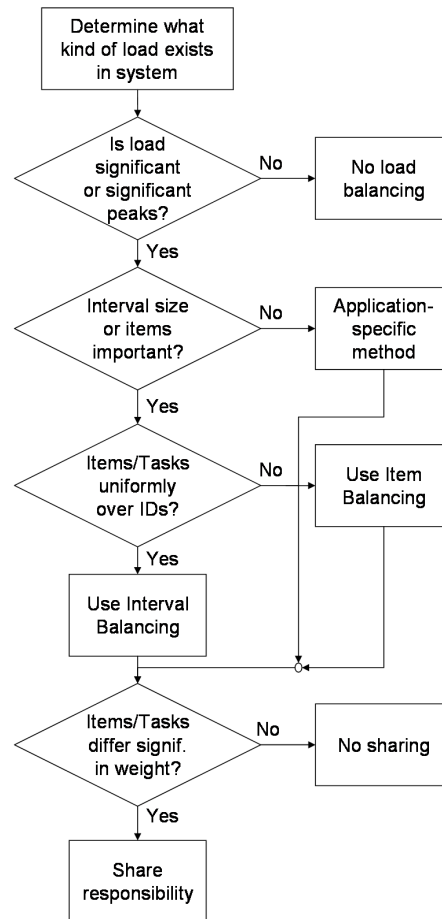 Determine what
kind of load exists
in system
Is load
significant
or significant
peaks?
No
No load
balancing
Yes
Interval size
or items
important?
No
Application-
specific
method
Yes
Items/Tasks
uniformly
over IDs?
No
Use Item
Balancing
Yes
Use Interval
Balancing
Items/Tasks
differ signif.
in weight?
No
No sharing
Yes
Share
responsibility